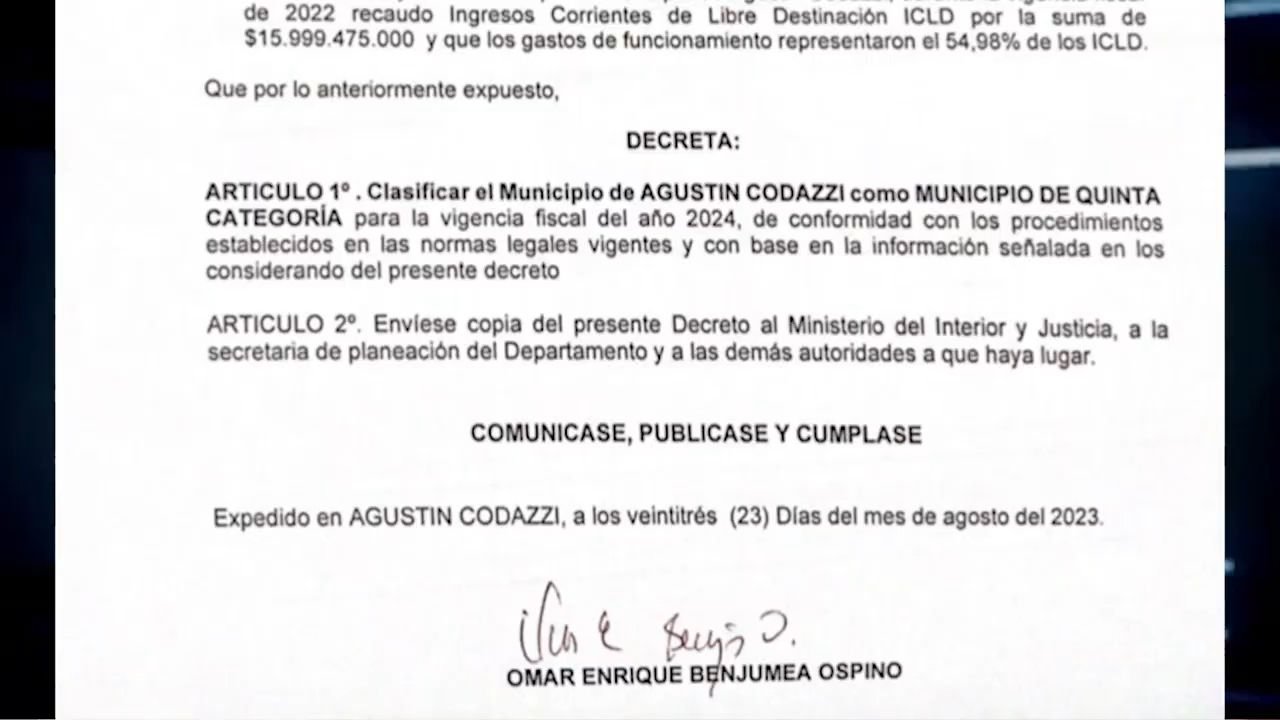 de 2022 recaudo Ingresos Corrientes de Libre Destinación ICLD por la suma de
$15.999.475.000 y que los gastos de funcionamiento representaron el 54,98% de los ICLD.
Que por lo anteriormente expuesto,
DECRETA:
ARTICULO 1º . Clasificar el Municipio de AGUSTIN CODAZZI como MUNICIPIO DE QUINTA
CATEGORÍA para la vigencia fiscal del año 2024, de conformidad con los procedimientos
establecidos en las normas legales vigentes y con base en la información señalada en los
considerando del presente decreto
ARTICULO 2º. Envíese copia del presente Decreto al Ministerio del Interior y Justicia, a la
secretaria de planeación del Departamento y a las demás autoridades a que haya lugar.
COMUNICASE, PUBLICASE Y CUMPLASE
Expedido en AGUSTIN CODAZZI, a los veintitrés (23) Días del mes de agosto del 2023.
OMAR ENRIQUE BENJUMEA OSPINO